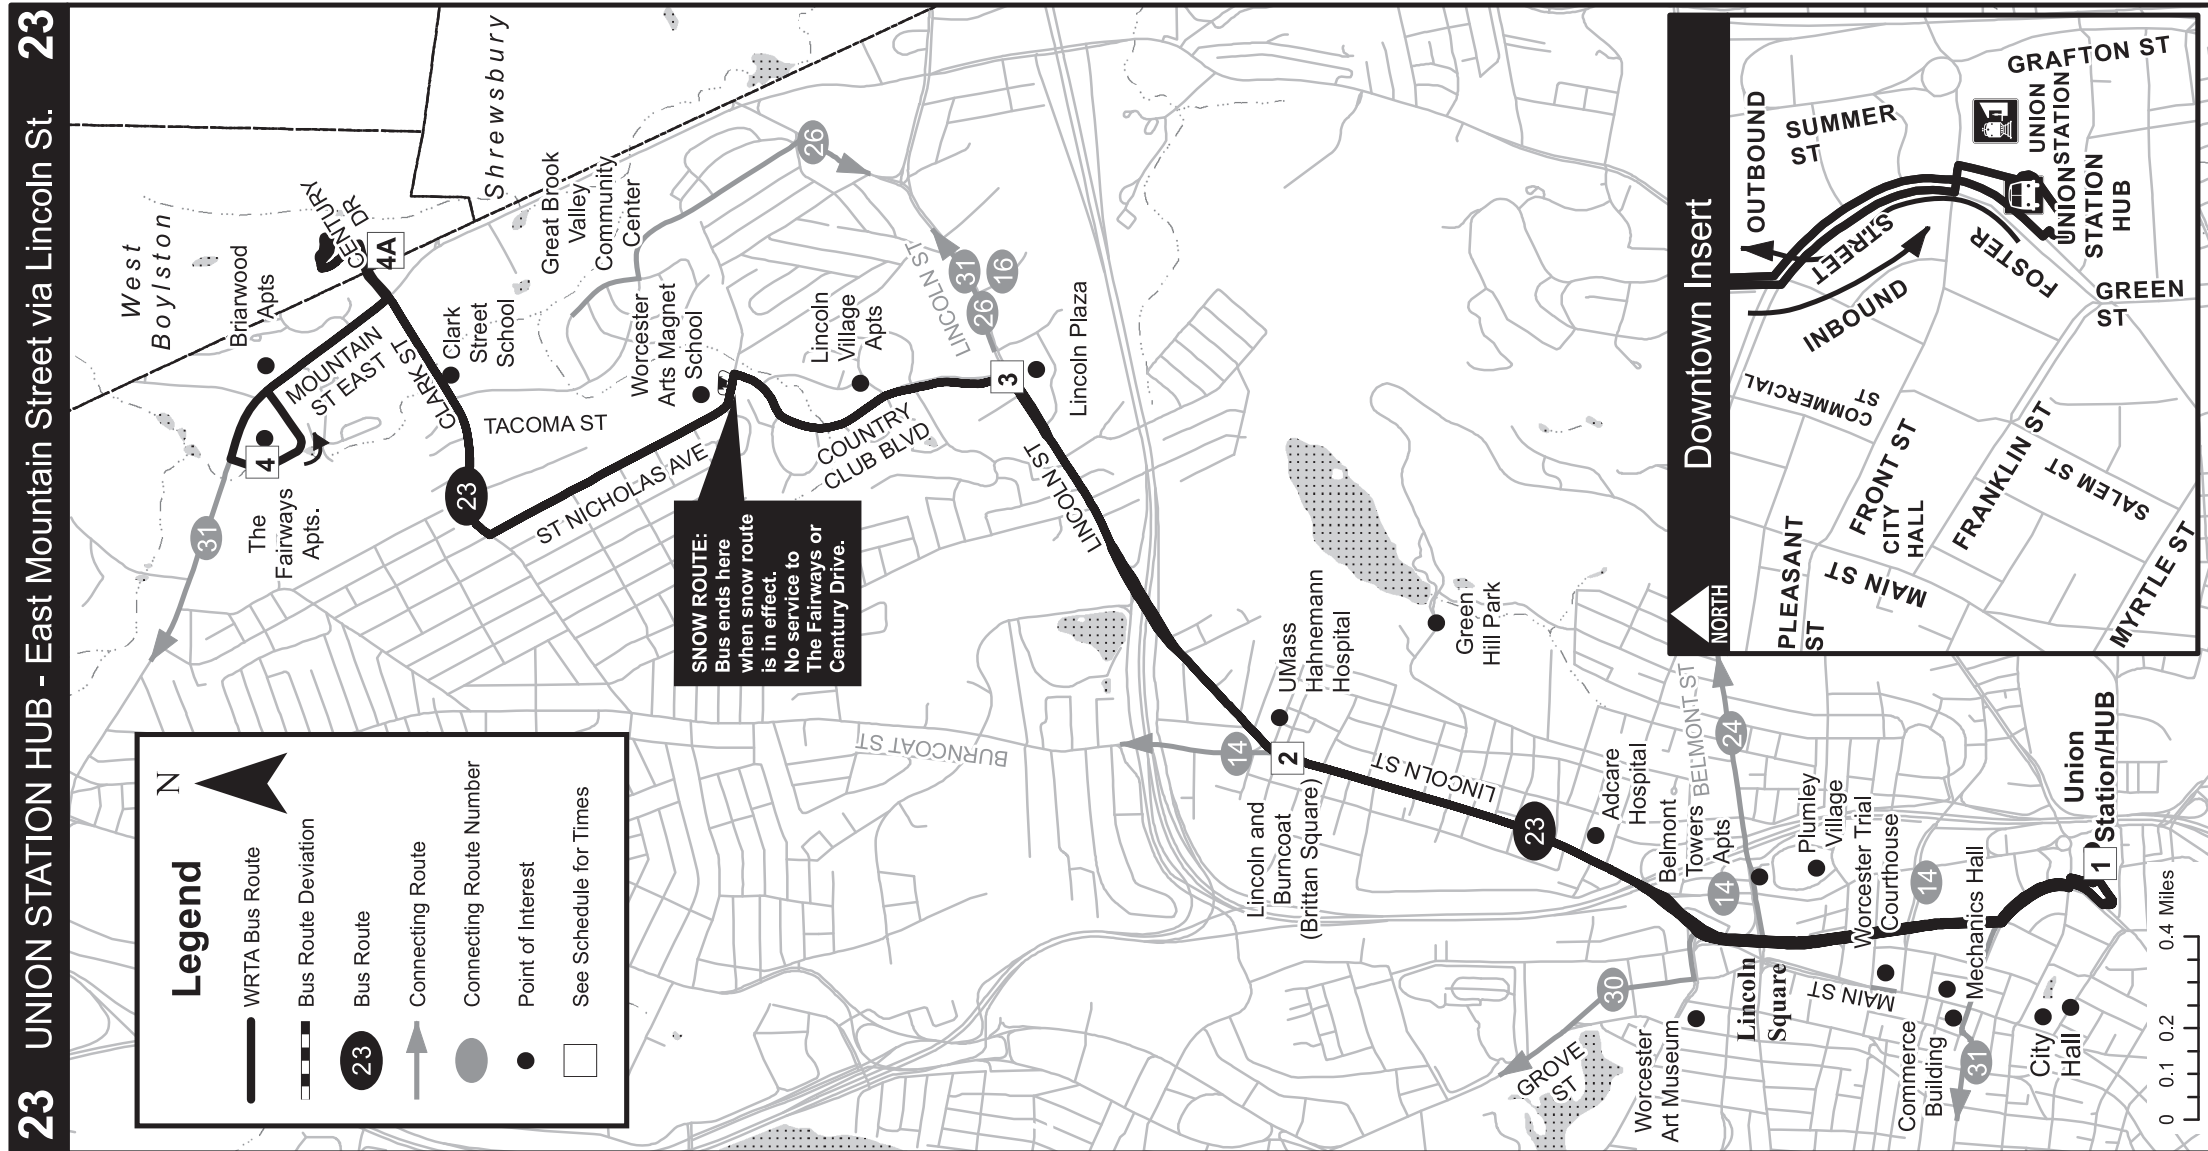 23 UNION STATION HUB - East Mountain Street via Lincoln St. 23
Legend
N
WRTA Bus Route
Bus Route Deviation
23
Bus Route
Connecting Route
Connecting Route Number
Point of Interest
See Schedule for Times
West
Boylston
Shrewsbury
CENTURY
DR
4A
Briarwood
Apts
MOUNTAIN
ST EAST
4
The
Fairways
Apts.
31
CLARK ST
Clark
Street
School
TACOMA ST
23
ST NICHOLAS AVE
Great Brook
Valley
Community
Center
Worcester
Arts Magnet
School
26
Lincoln
Village
Apts
COUNTRY
CLUB BLVD
LINCOLN ST
31
26
16
3
Lincoln Plaza
SNOW ROUTE:
Bus ends here
when snow route
is in effect.
No service to
The Fairways or
Century Drive.
LINCOLN ST
BURNCOAT ST
14
2
UMass
Hahnemann
Hospital
Lincoln and
Burncoat
(Brittan Square)
Green
Hill Park
LINCOLN ST
23
Adcare
Hospital
BELMONT ST
24
Belmont
Towers
Apts
14
Plumley
Village
30
GROVE
ST
Worcester
Art Museum
Lincoln
Square
MAIN ST
Worcester Trial
Courthouse
14
Mechanics Hall
Commerce
Building
31
City
Hall
Union
Station/HUB
1
0 0.1 0.2 0.4 Miles
Downtown Insert
NORTH
OUTBOUND
INBOUND
SUMMER
ST
STREET
FOSTER
GRAFTON ST
UNION
STATION
UNION
STATION
HUB
UNION
GREEN
ST
COMMERCIAL
ST
FRONT ST
CITY
HALL
FRANKLIN ST
SALEM ST
PLEASANT
ST
MAIN ST
MYRTLE ST